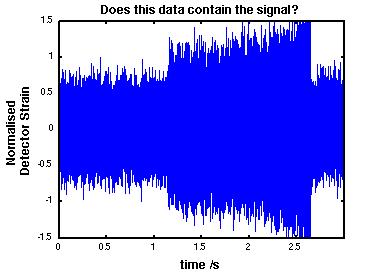 Does this data contain the signal?
1.5
1
0.5
0
-0.5
-1
-1.5
Normalised
Detector Strain
0 0.5 1 1.5 2 2.5
time /s